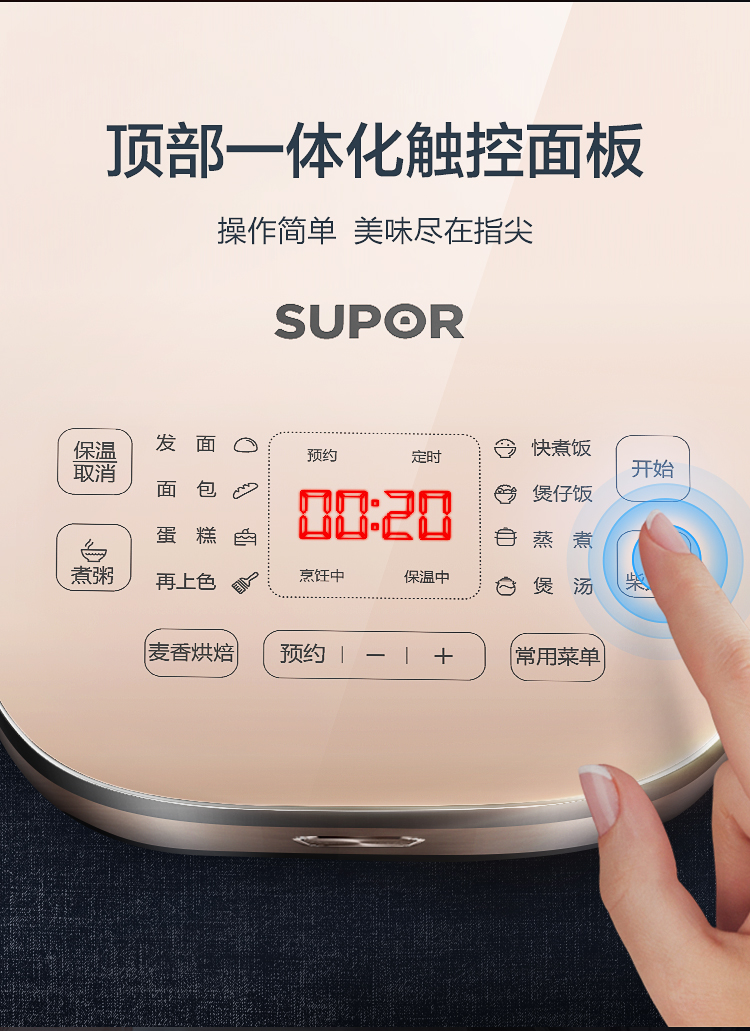 顶部一体化触控面板
操作简单 美味尽在指尖
SUPOR
保温
取消
煮粥
发面
面包
蛋糕
再上色
预约 定时
00:20
烹饪中 保温中
快煮饭
煲仔饭
蒸煮
煲汤
开始
柴
麦香烘焙
预约 | － | ＋
常用菜单